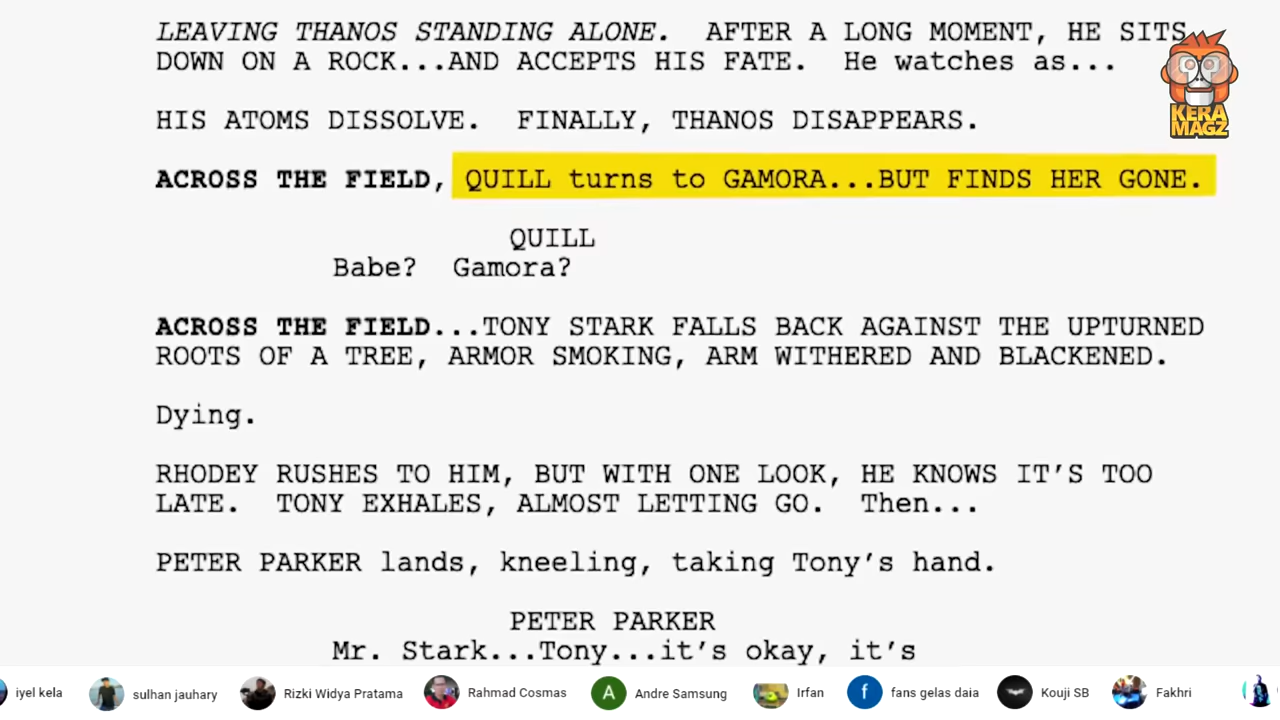 LEAVING THANOS STANDING ALONE. AFTER A LONG MOMENT, HE SITS
DOWN ON A ROCK...AND ACCEPTS HIS FATE. He watches as...
KERA
MAGZ
HIS ATOMS DISSOLVE. FINALLY, THANOS DISAPPEARS.
ACROSS THE FIELD, QUILL turns to GAMORA...BUT FINDS HER GONE.
QUILL
Babe? Gamora?
ACROSS THE FIELD...TONY STARK FALLS BACK AGAINST THE UPTURNED
ROOTS OF A TREE, ARMOR SMOKING, ARM WITHERED AND BLACKENED.
Dying.
RHODEY RUSHES TO HIM, BUT WITH ONE LOOK, HE KNOWS IT'S TOO
LATE. TONY EXHALES, ALMOST LETTING GO. Then...
PETER PARKER lands, kneeling, taking Tony's hand.
PETER PARKER
Mr. Stark...Tony...it's okay, it's
iyel kela sulhan jauhary Rizki Widya Pratama Rahmad Cosmas A Andre Samsung Irfan f fans gelas daia Kouji SB Fakhri